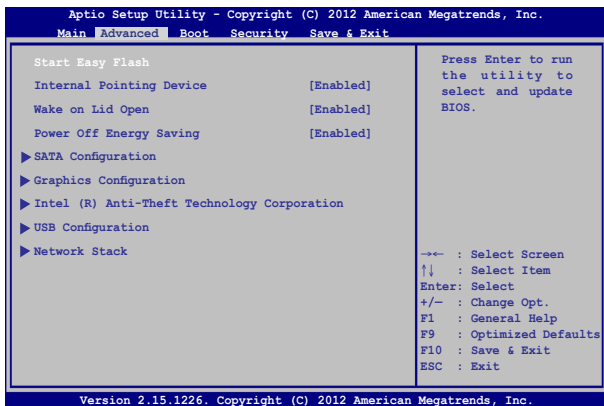 Aptio Setup Utility - Copyright (C) 2012 American Megatrends, Inc.
Main Advanced Boot Security Save & Exit
Start Easy Flash
Internal Pointing Device [Enabled]
Wake on Lid Open [Enabled]
Power Off Energy Saving [Enabled]
▶ SATA Configuration
▶ Graphics Configuration
▶ Intel (R) Anti-Theft Technology Corporation
▶ USB Configuration
▶ Network Stack
Press Enter to run
the utility to
select and update
BIOS.
→← : Select Screen
↑↓ : Select Item
Enter: Select
+/— : Change Opt.
F1 : General Help
F9 : Optimized Defaults
F10 : Save & Exit
ESC : Exit
Version 2.15.1226. Copyright (C) 2012 American Megatrends, Inc.